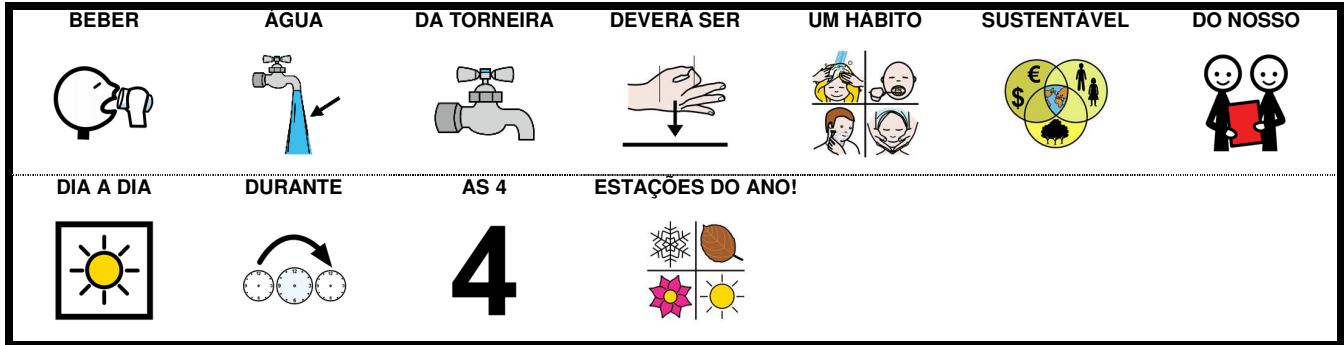 BEBER ÁGUA DA TORNEIRA DEVERÁ SER UM HÁBITO SUSTENTÁVEL DO NOSSO
€
$
DIA A DIA DURANTE AS 4 ESTAÇÕES DO ANO!
4